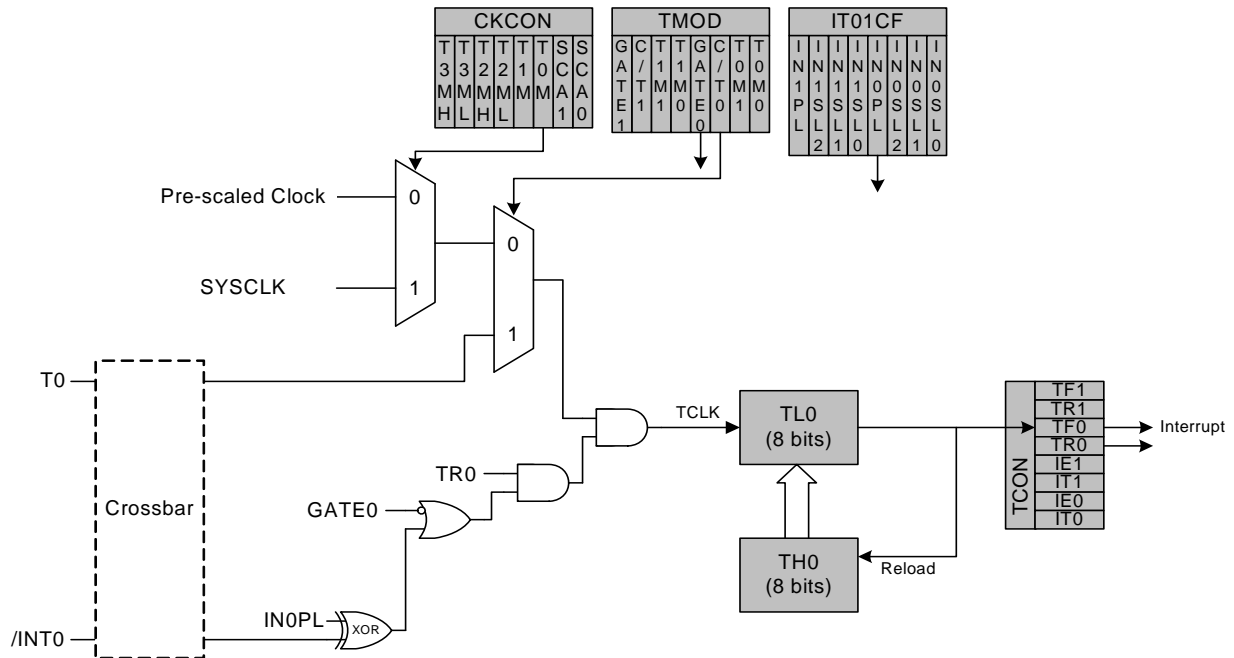 CKCON
T3MH
T3ML
T2MH
T2ML
T1M
T0M
SCA1
SCA0
TMOD
GATE1
C/T1
T1M1
T1M0
GATE0
C/T0
T0M1
T0M0
IT01CF
IN1PL
IN1SL2
IN1SL1
IN1SL0
IN0PL
IN0SL2
IN0SL1
IN0SL0
Pre-scaled Clock
0
SYSCLK
1
0
1
T0
Crossbar
/INT0
IN0PL
XOR
GATE0
TR0
TCLK
TL0
(8 bits)
TH0
(8 bits)
Reload
TCON
TF1
TR1
TF0
TR0
IE1
IT1
IE0
IT0
Interrupt